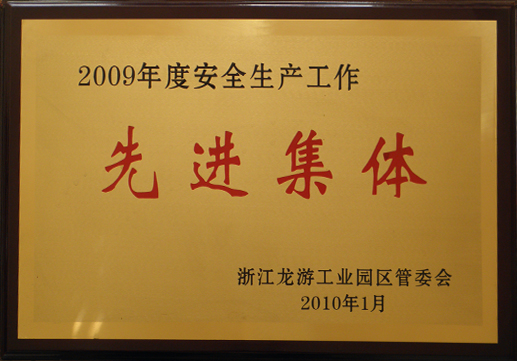 2009年度安全生产工作
先进集体
浙江龙游工业园区管委会
2010年1月